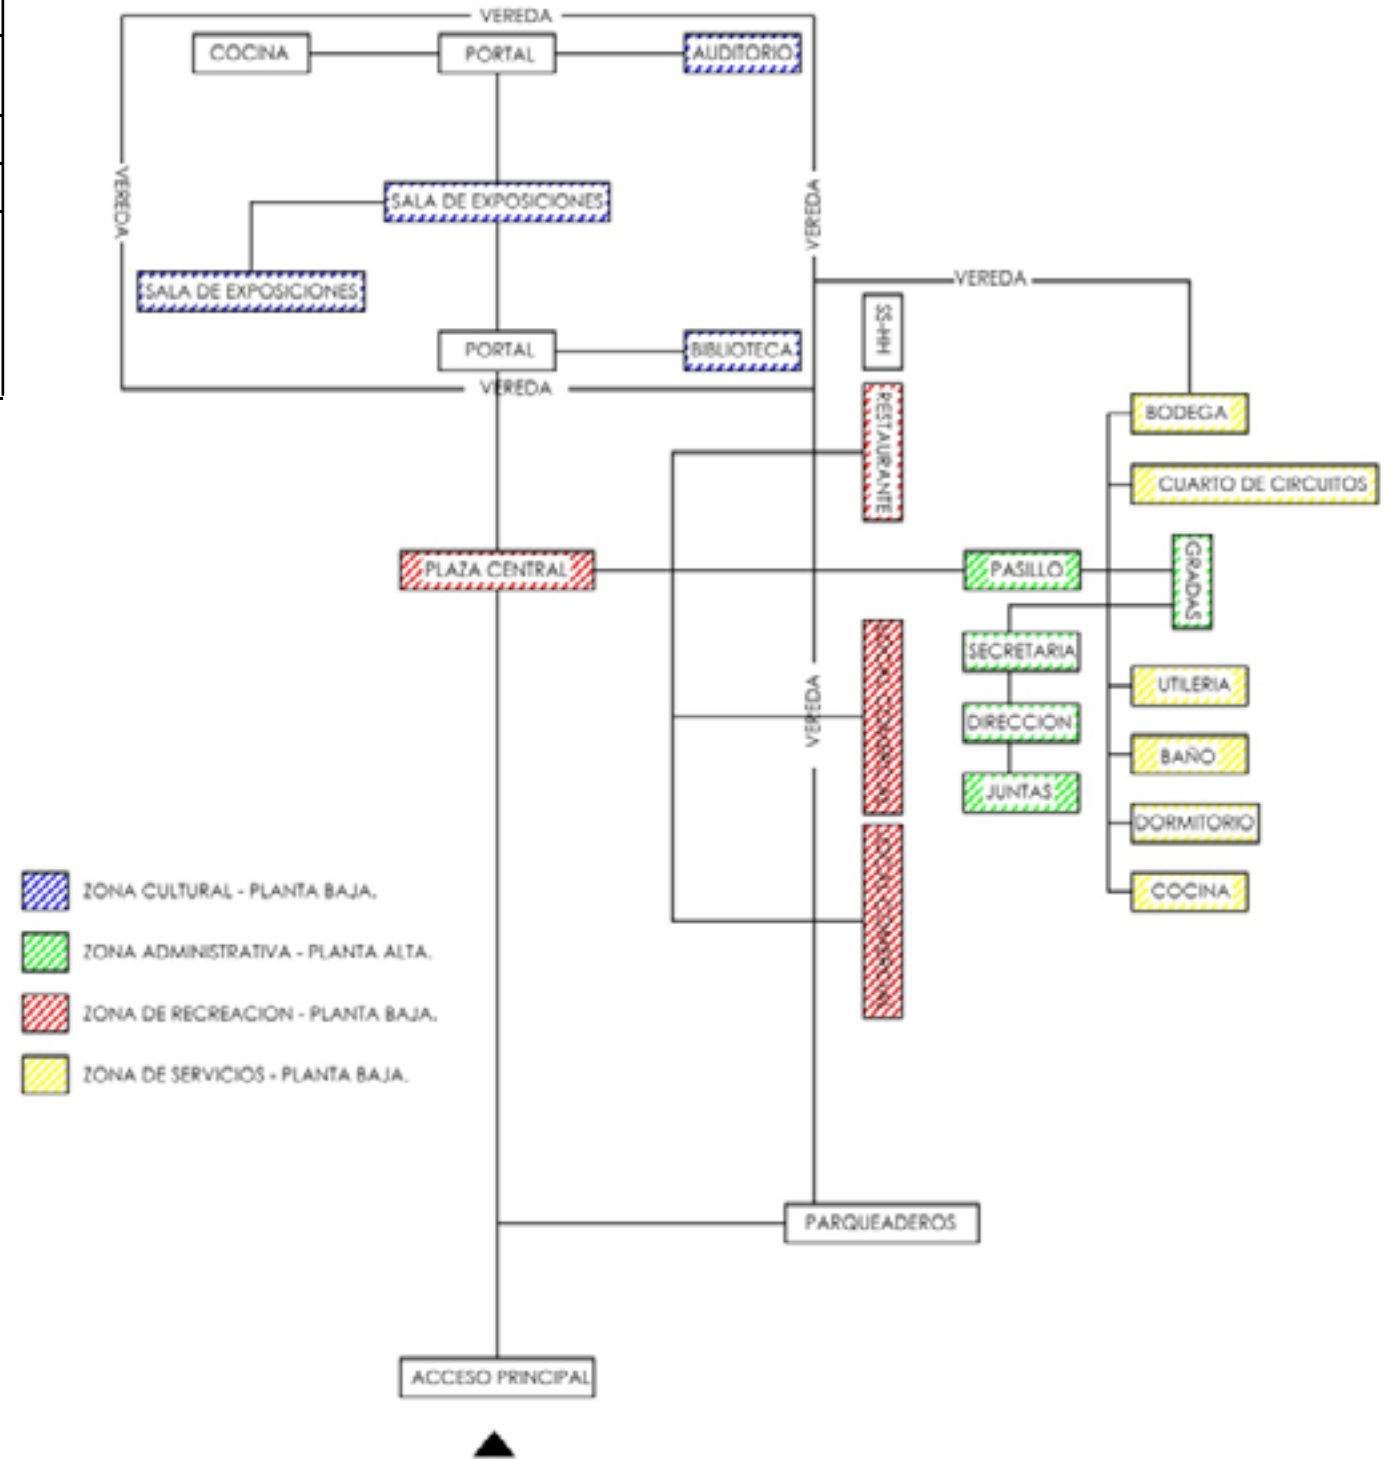 VEREDA
COCINA
PORTAL
AUDITORIO
VEREDA
VEREDA
SALA DE EXPOSICIONES
SALA DE EXPOSICIONES
VEREDA
SS-HH
PORTAL
BIBLIOTECA
VEREDA
RESTAURANTE
BODEGA
CUARTO DE CIRCUITOS
PLAZA CENTRAL
PASILLO
GRADAS
SECRETARIA
UTILERIA
VEREDA
DIRECCION
BAÑO
JUNTAS
DORMITORIO
COCINA
ZONA CULTURAL - PLANTA BAJA.
ZONA ADMINISTRATIVA - PLANTA ALTA.
ZONA DE RECREACION - PLANTA BAJA.
ZONA DE SERVICIOS - PLANTA BAJA.
PARQUEADEROS
ACCESO PRINCIPAL